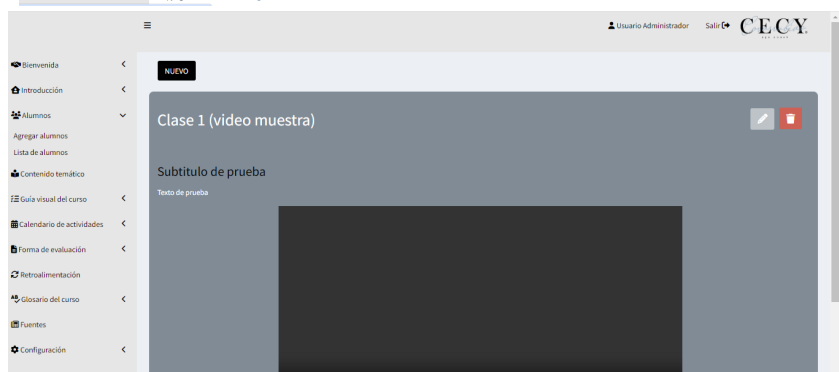 Usuario Administrador
Salir
CECY
Bienvenida
Introducción
Alumnos
Agregar alumnos
Lista de alumnos
Contenido temático
Guía visual del curso
Calendario de actividades
Forma de evaluación
Retroalimentación
Glosario del curso
Fuentes
Configuración
NUEVO
Clase 1 (video muestra)
Subtitulo de prueba
Texto de prueba